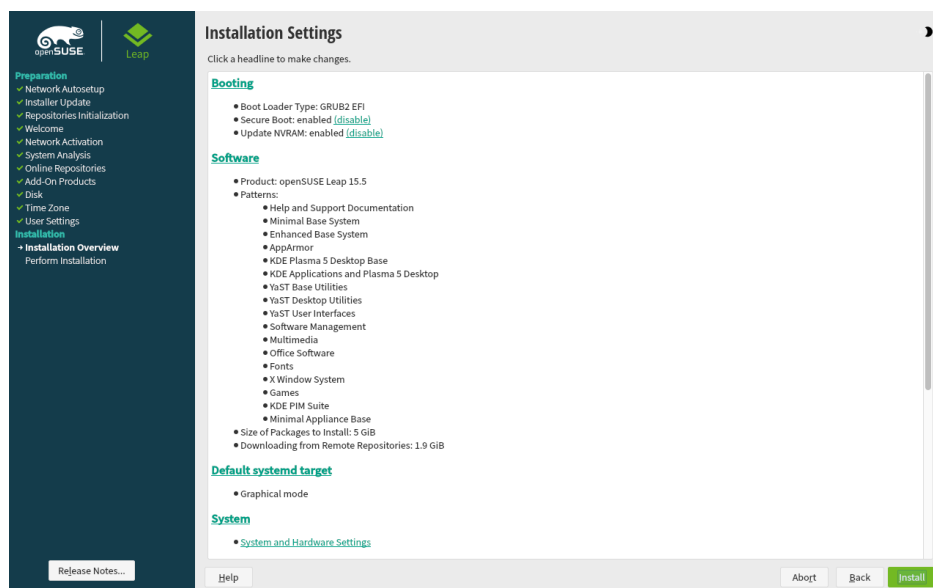 openSUSE
Leap
Preparation
✓ Network Autosetup
✓ Installer Update
✓ Repositories Initialization
✓ Welcome
✓ Network Activation
✓ System Analysis
✓ Online Repositories
✓ Add-On Products
✓ Disk
✓ Time Zone
✓ User Settings
Installation
→ Installation Overview
Perform Installation
Release Notes...
Installation Settings
Click a headline to make changes.
Booting
• Boot Loader Type: GRUB2 EFI
• Secure Boot: enabled (disable)
• Update NVRAM: enabled (disable)
Software
• Product: openSUSE Leap 15.5
• Patterns:
• Help and Support Documentation
• Minimal Base System
• Enhanced Base System
• AppArmor
• KDE Plasma 5 Desktop Base
• KDE Applications and Plasma 5 Desktop
• YaST Base Utilities
• YaST Desktop Utilities
• YaST User Interfaces
• Software Management
• Multimedia
• Office Software
• Fonts
• X Window System
• Games
• KDE PIM Suite
• Minimal Appliance Base
• Size of Packages to Install: 5 GiB
• Downloading from Remote Repositories: 1.9 GiB
Default systemd target
• Graphical mode
System
• System and Hardware Settings
Help
Abort
Back
Install